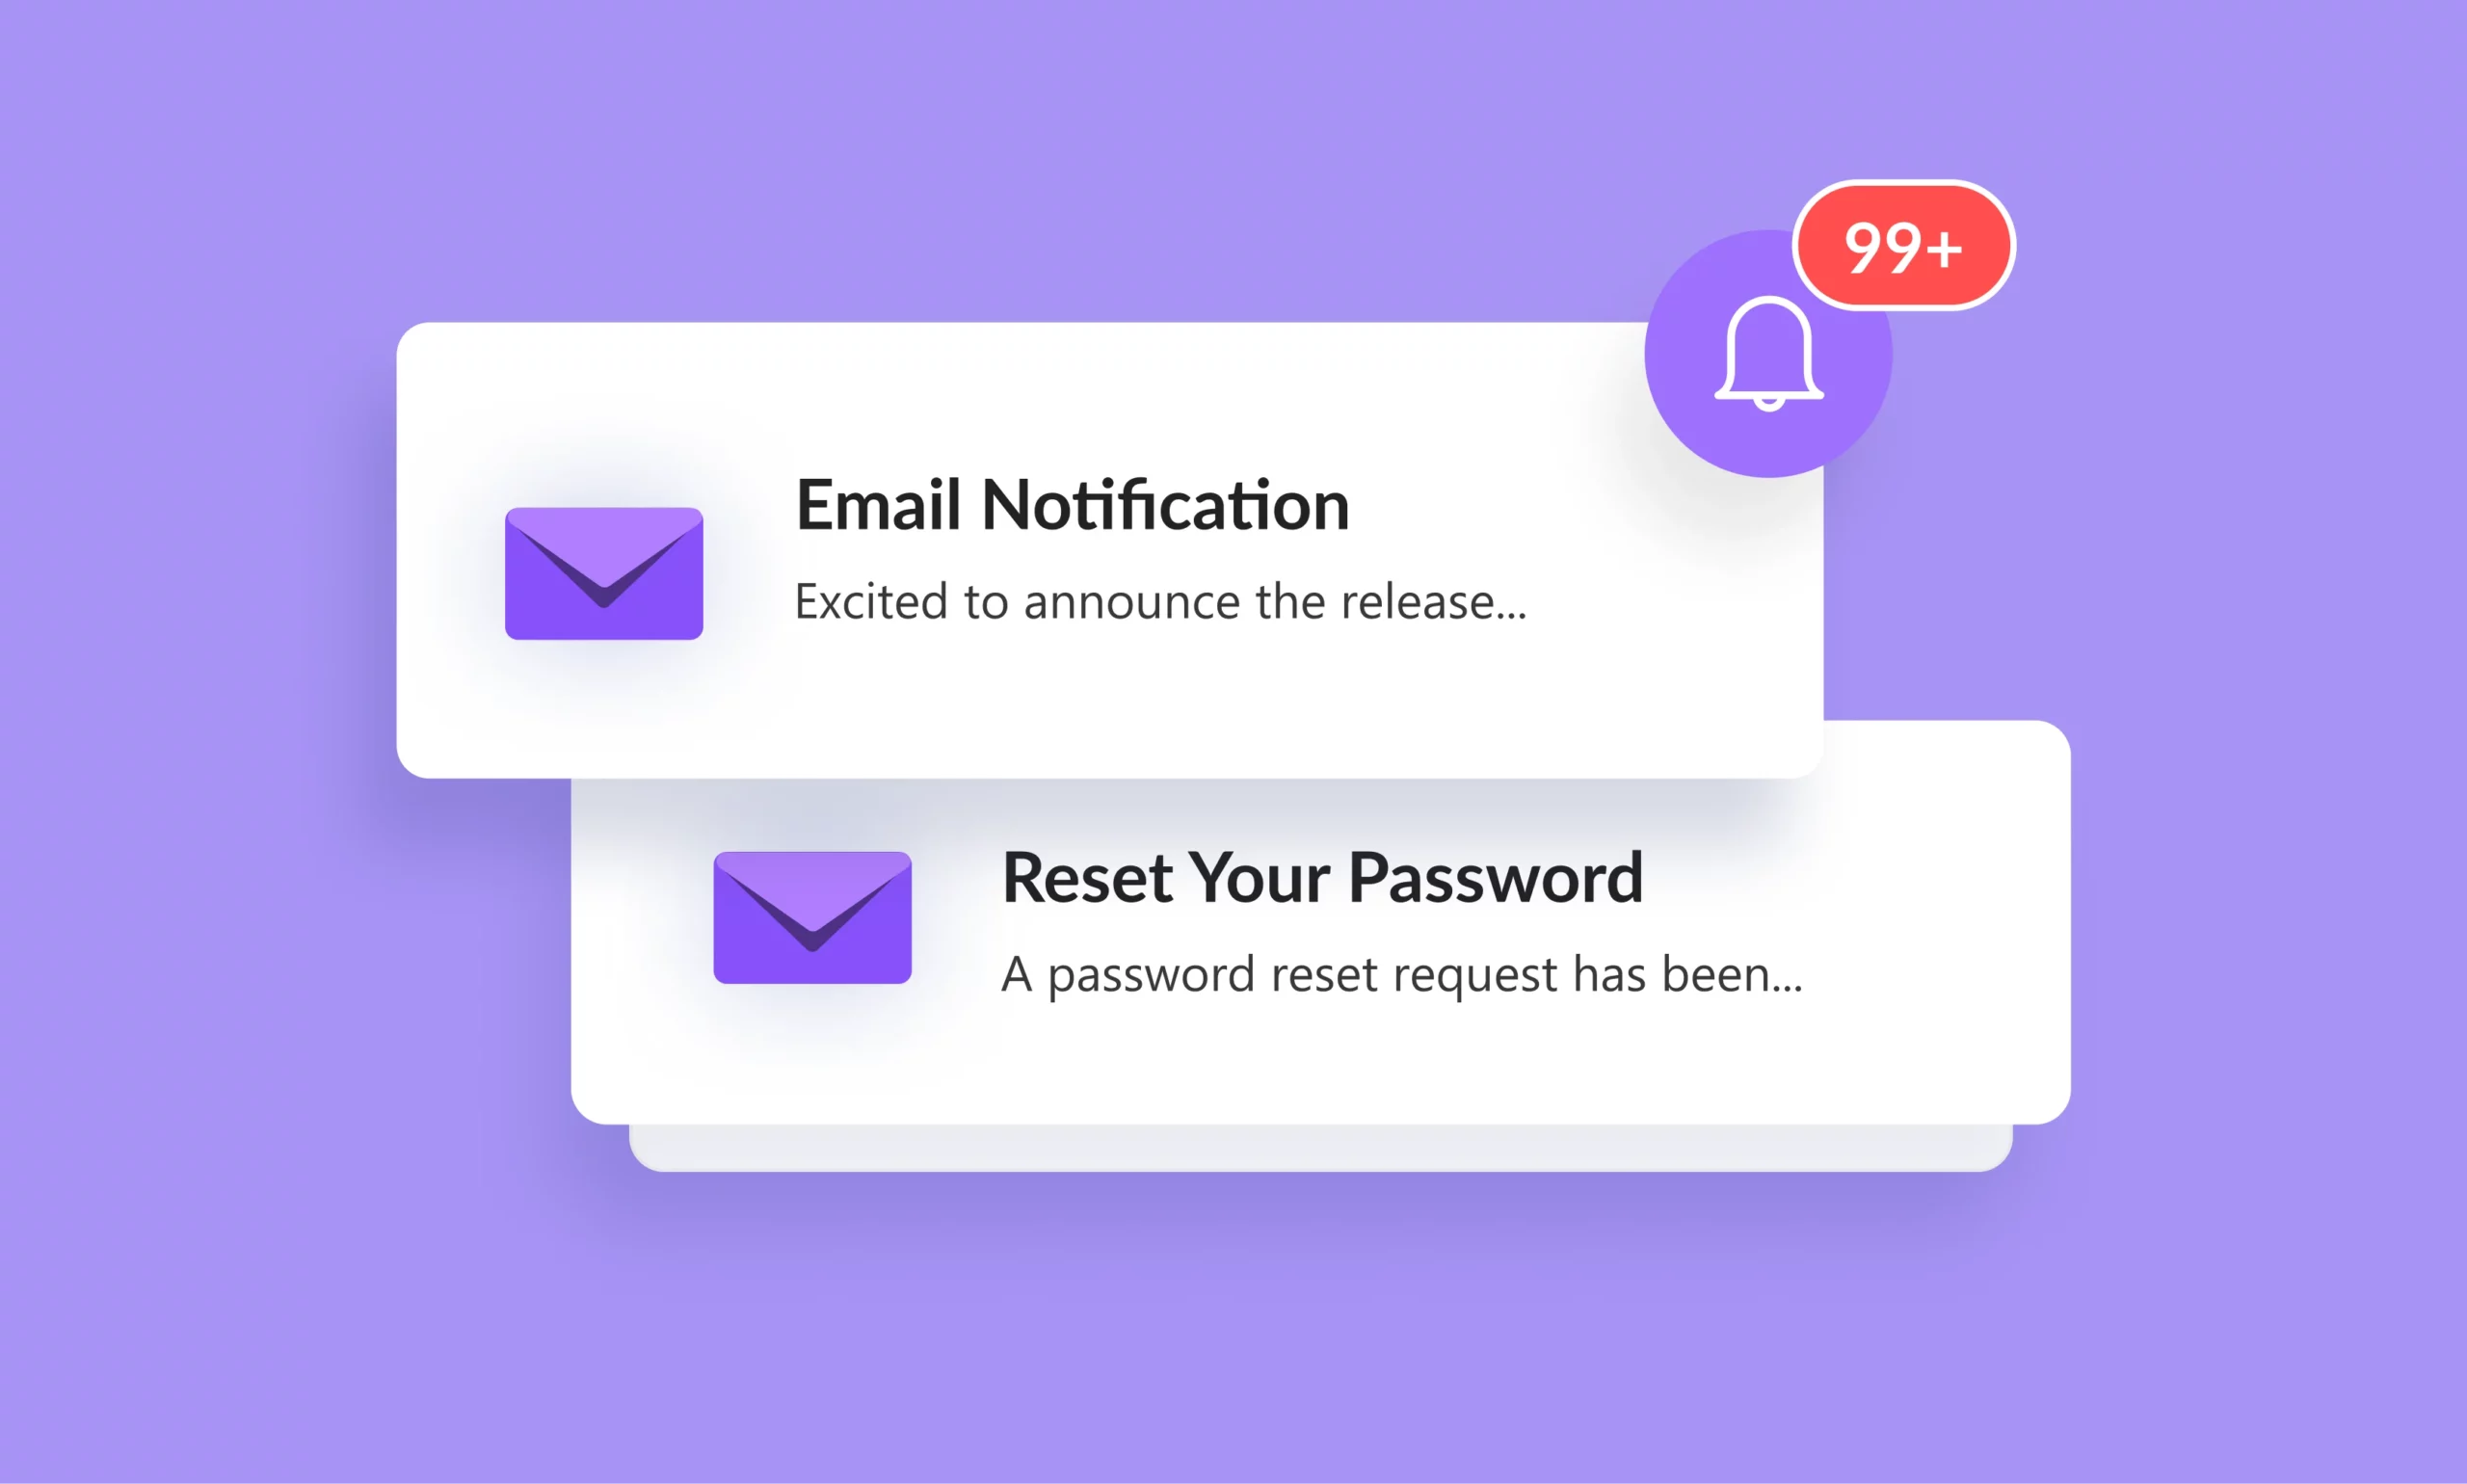 99+
Email Notification
Excited to announce the release...
Reset Your Password
A password reset request has been...